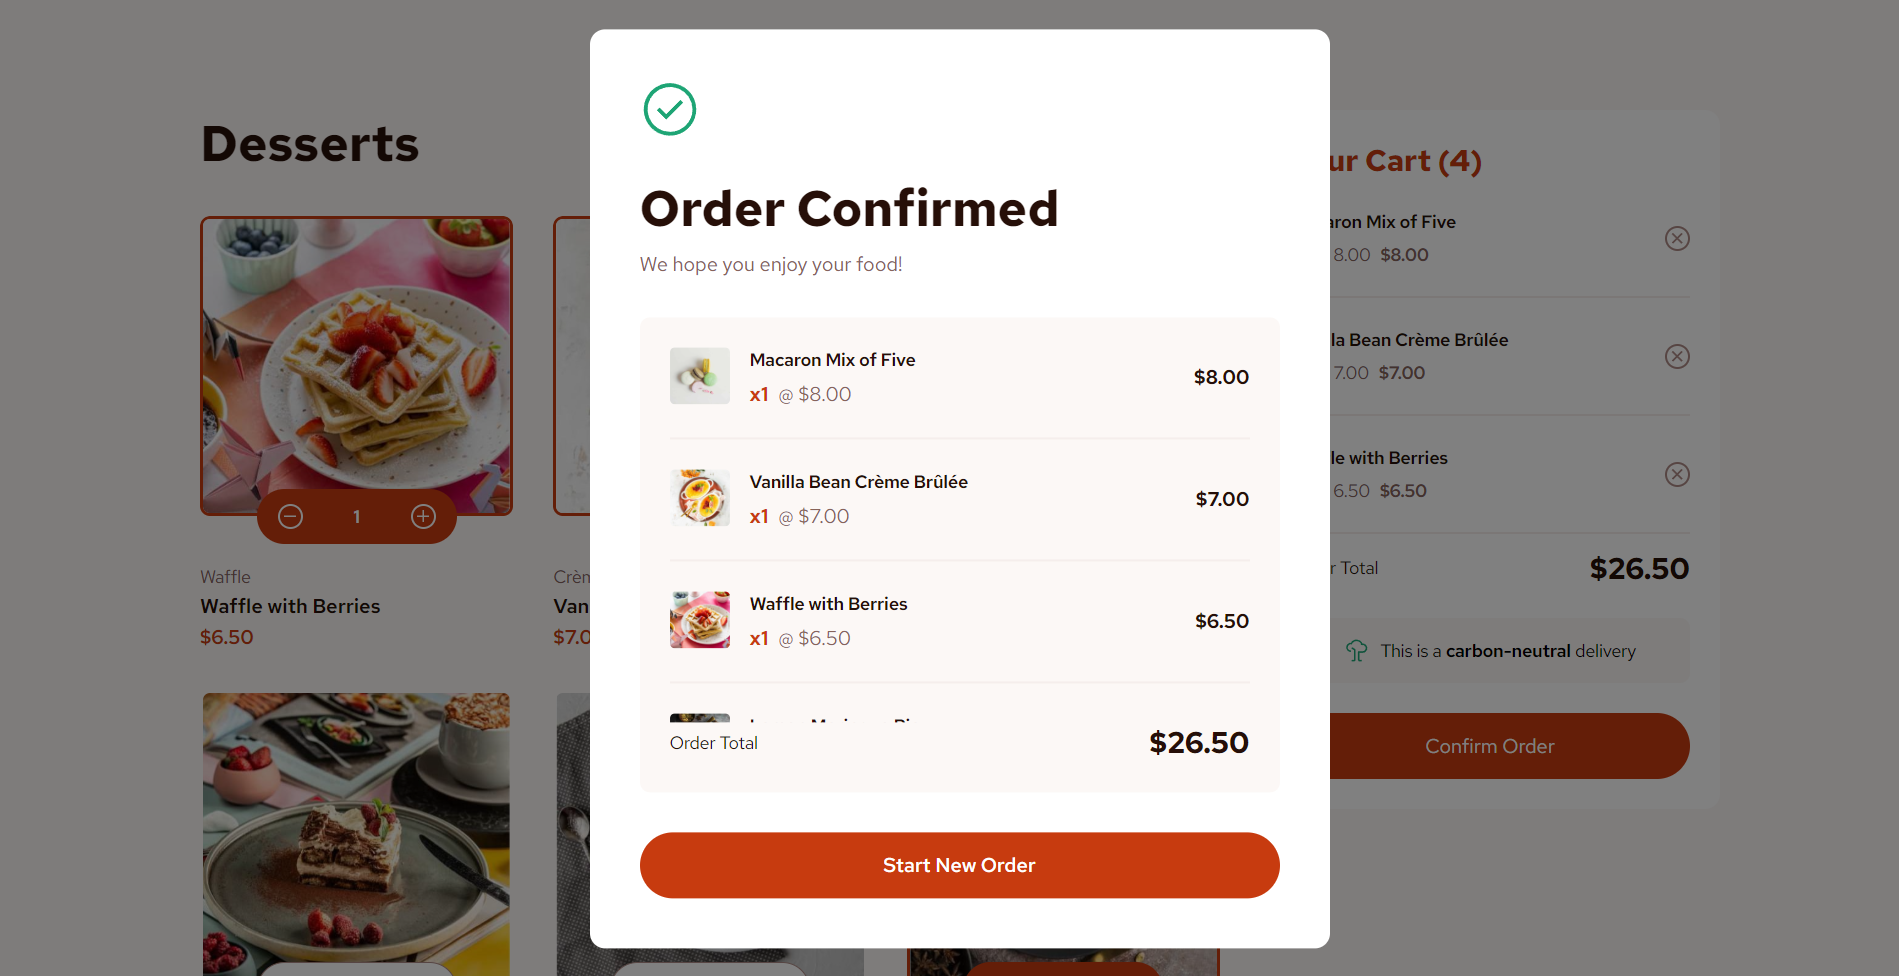 Desserts
1
Waffle
Waffle with Berries
$6.50
Crèm
Van
$7.0
Order Confirmed
We hope you enjoy your food!
Macaron Mix of Five
x1 @ $8.00
$8.00
Vanilla Bean Crème Brûlée
x1 @ $7.00
$7.00
Waffle with Berries
x1 @ $6.50
$6.50
Order Total
$26.50
Start New Order
ur Cart (4)
aron Mix of Five
8.00 $8.00
la Bean Crème Brûlée
7.00 $7.00
le with Berries
6.50 $6.50
r Total
$26.50
This is a carbon-neutral delivery
Confirm Order